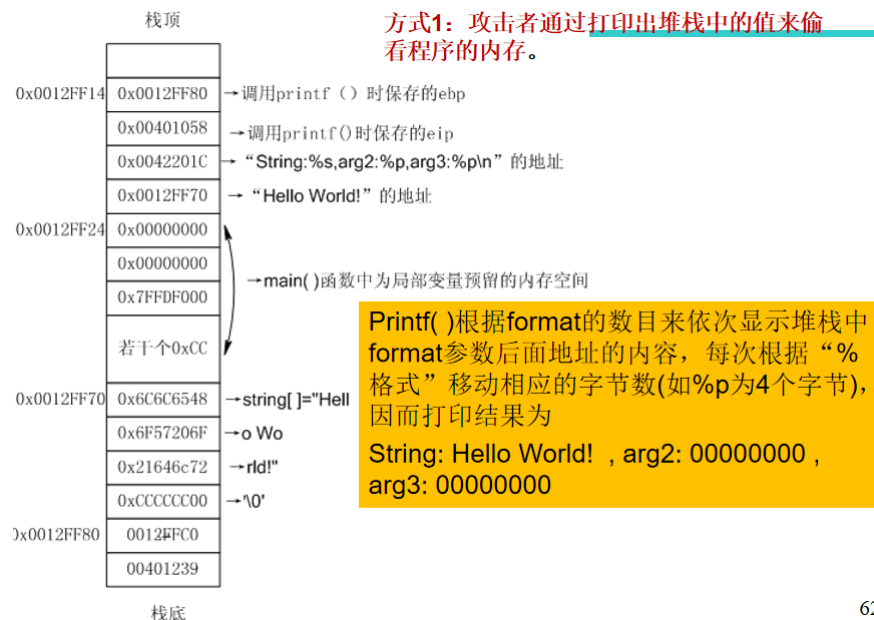 栈顶
方式1：攻击者通过打印出堆栈中的值来偷
看程序的内存。
0x0012FF14 0x0012FF80 →调用printf（）时保存的ebp
0x00401058 →调用printf()时保存的eip
0x0042201C →“String:%s,arg2:%p,arg3:%p\n”的地址
0x0012FF70 →“Hello World!”的地址
0x0012FF24 0x00000000
0x00000000
→main( )函数中为局部变量预留的内存空间
0x7FFDF000
若干个0xCC
Printf( )根据format的数目来依次显示堆栈中
format参数后面地址的内容，每次根据“%
格式”移动相应的字节数(如%p为4个字节)，
因而打印结果为
String: Hello World! , arg2: 00000000 ,
arg3: 00000000
0x0012FF70 0x6C6C6548 →string[ ]="Hell
0x6F57206F →o Wo
0x21646c72 →rld!"
0xCCCCCC00 →'\0'
0x0012FF80 0012FFC0
00401239
栈底
62